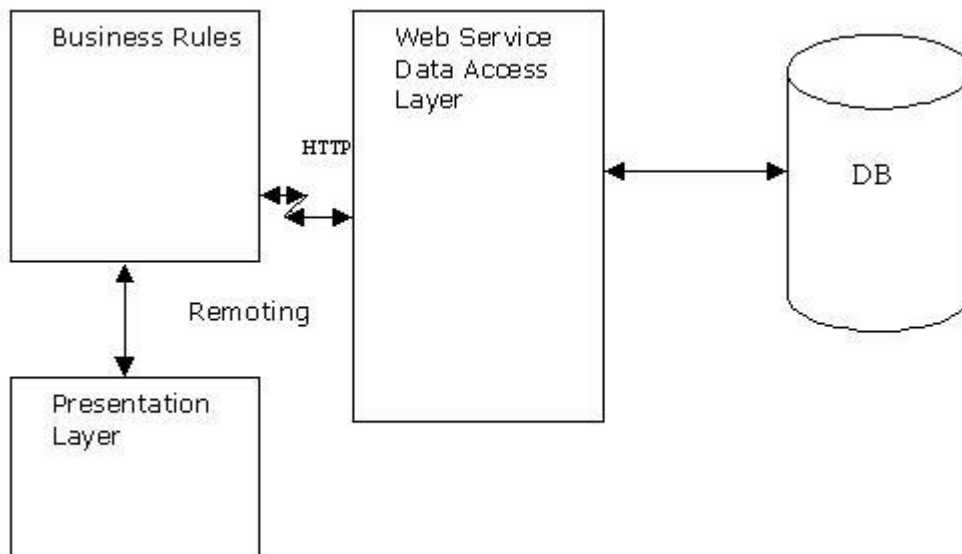 Business Rules
Web Service
Data Access
Layer
HTTP
DB
Remoting
Presentation
Layer